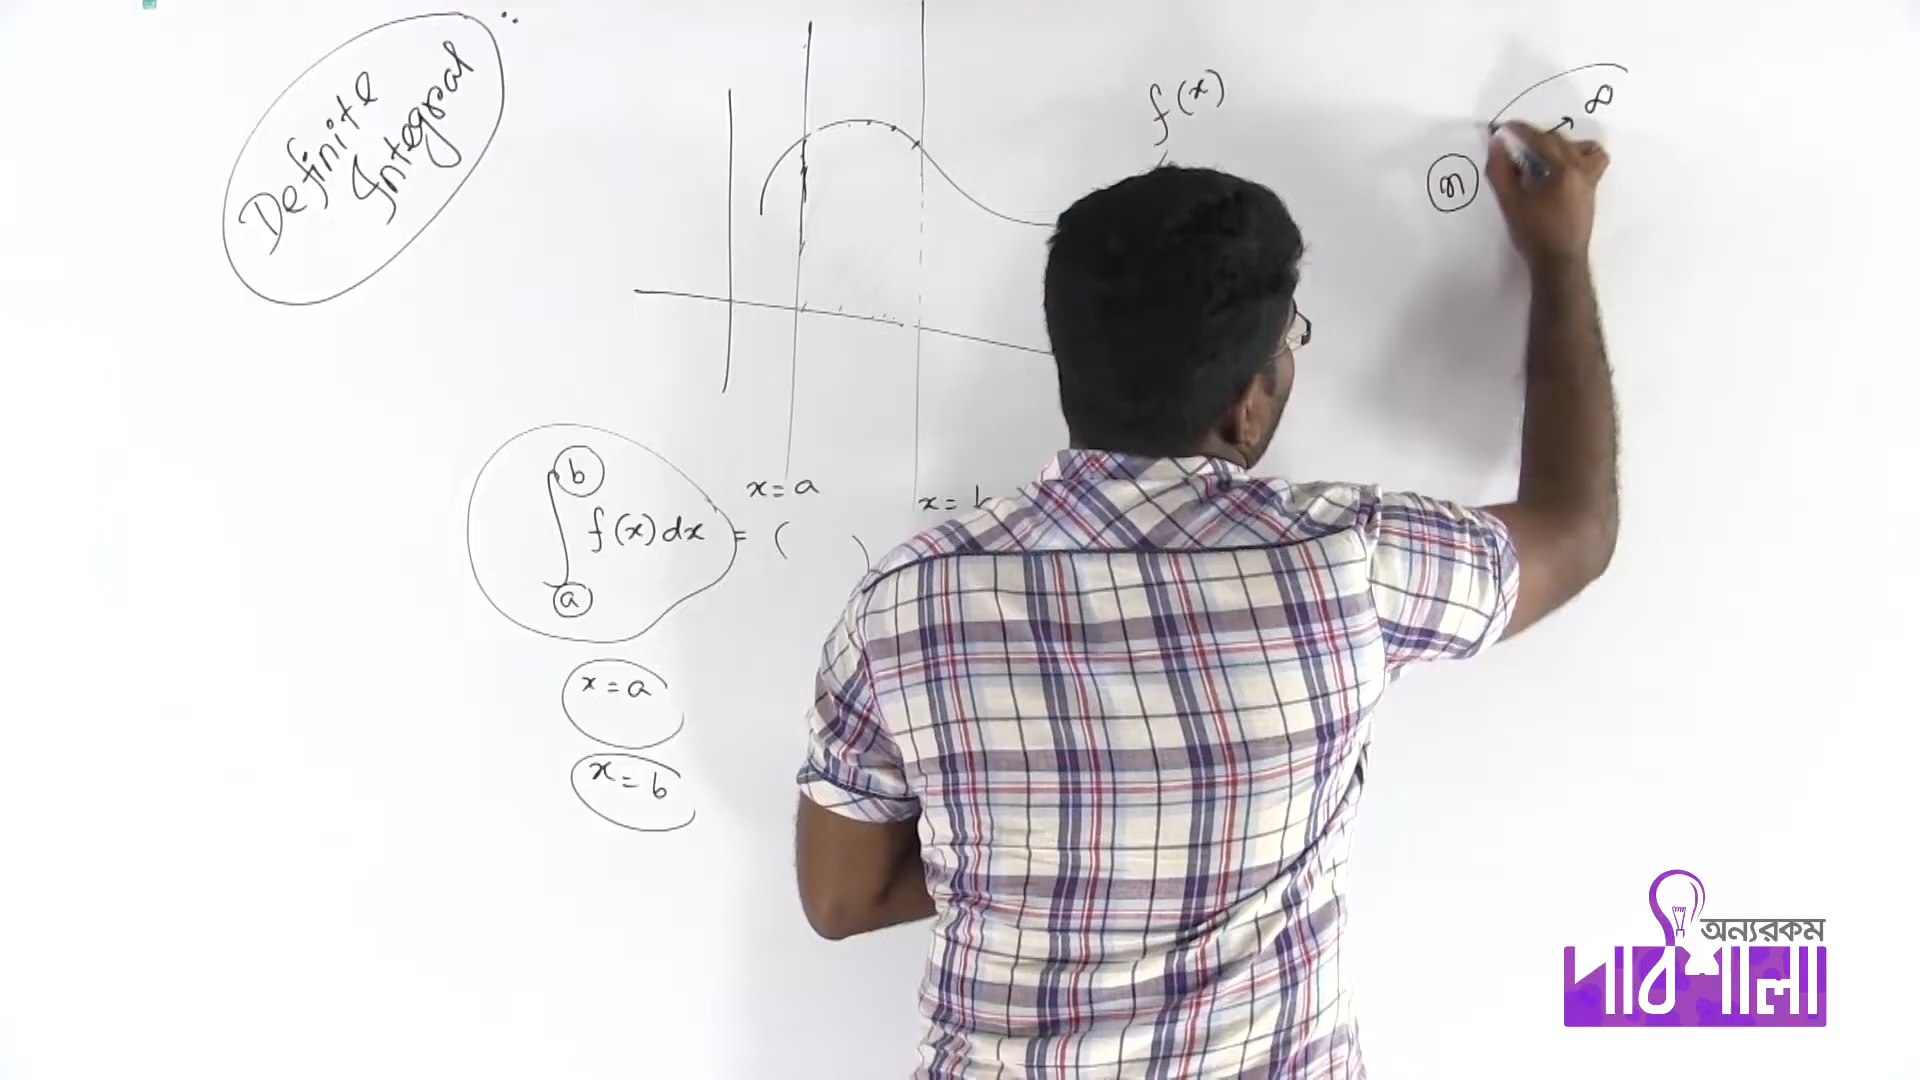 Definite
Integral
f(x)
→ ∞
n
x = a
x =
b
∫ f(x) dx = ( )
a
x = a
x = b
অন্যরকম
পাঠশালা